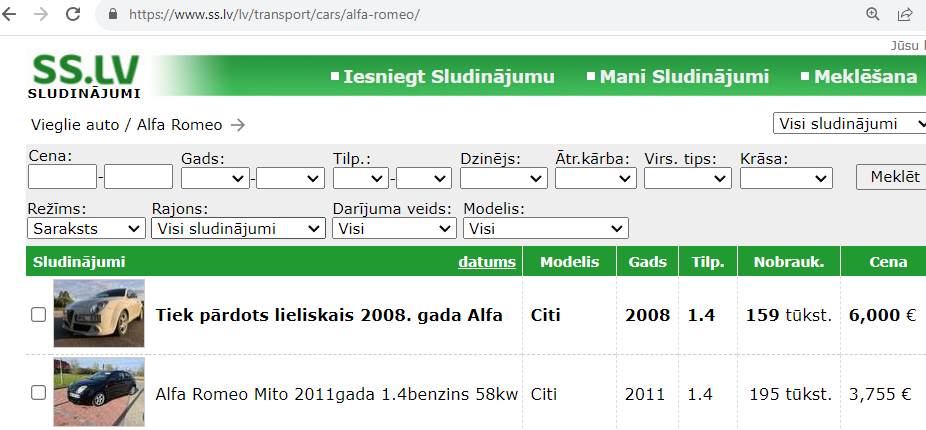 https://www.ss.lv/lv/transport/cars/alfa-romeo/
Jūsu
SS.LV
SLUDINĀJUMI
Iesniegt Sludinājumu Mani Sludinājumi Meklēšana
Vieglie auto / Alfa Romeo Visi sludinājumi
Cena: Gads: Tilp.: Dzinējs: Ātr.kārba: Virs. tips: Krāsa:
- - - Meklēt
Režīms: Rajons: Darījuma veids: Modelis:
Saraksts Visi sludinājumi Visi Visi
Sludinājumi datums Modelis Gads Tilp. Nobrauk. Cena
Tiek pārdots lieliskais 2008. gada Alfa Citi 2008 1.4 159 tūkst. 6,000 €
Alfa Romeo Mito 2011gada 1.4benzins 58kw Citi 2011 1.4 195 tūkst. 3,755 €